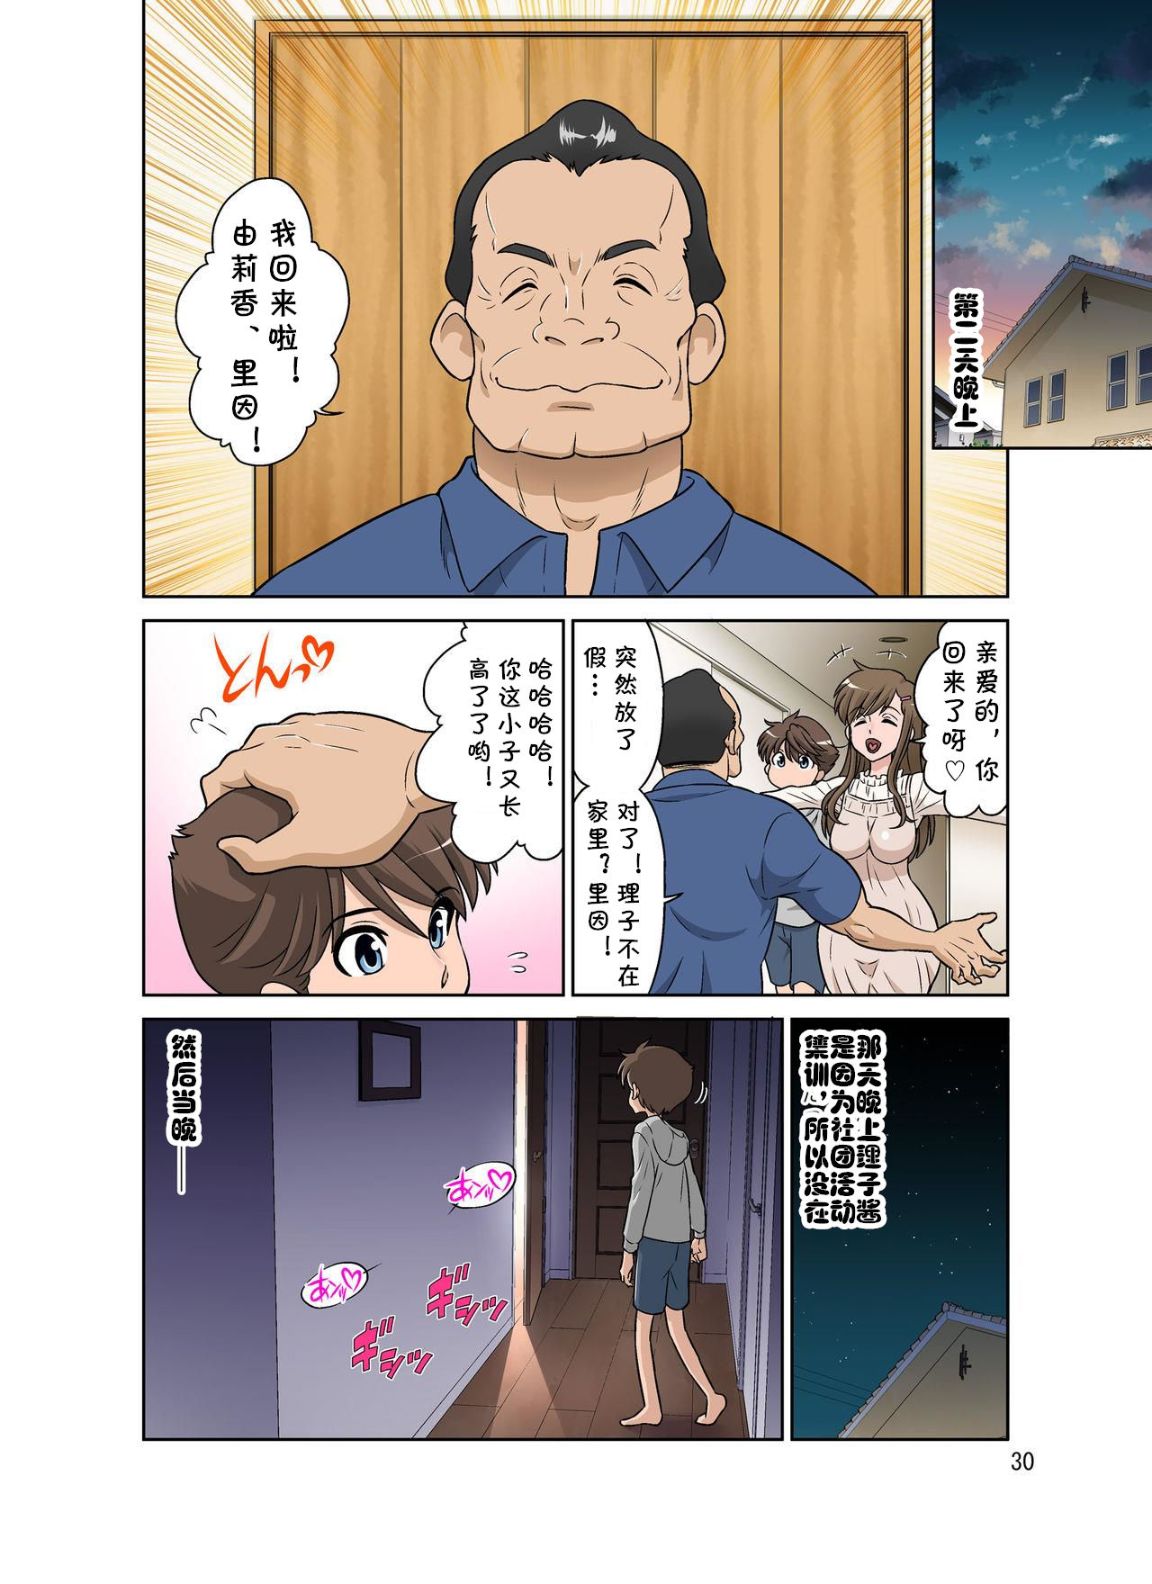 第二天晚上
我回来啦！
由莉香、里因！
亲爱的，你
回来了呀♡
突然放了
假…
对了！理子不在
家里？里因！
哈哈哈哈！
你这小子又长
高了了哟！
とんっ♡
那天晚上理子酱
是因为社团活动
集训，所以没在
然后当晚──
あンッ♡
あンッ♡
ギシッ
ギシッ
30